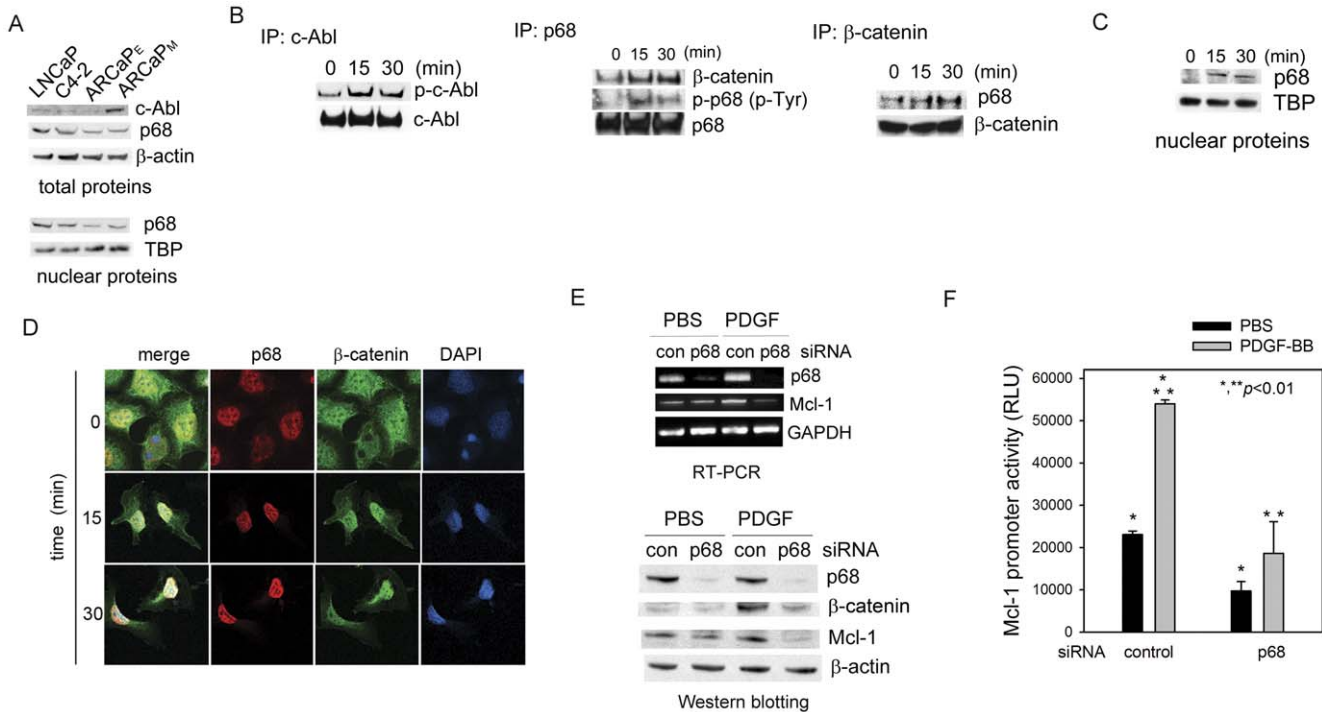 A
LNCaP
C4-2
ARCaPE
ARCaPM
c-Abl
p68
β-actin
total proteins
p68
TBP
nuclear proteins
B
IP: c-Abl
0 15 30 (min)
p-c-Abl
c-Abl
IP: p68
0 15 30 (min)
β-catenin
p-p68 (p-Tyr)
p68
IP: β-catenin
0 15 30 (min)
p68
β-catenin
C
0 15 30 (min)
p68
TBP
nuclear proteins
D
merge p68 β-catenin DAPI
time (min)
0
15
30
E
PBS PDGF
con p68 con p68 siRNA
p68
Mcl-1
GAPDH
RT-PCR
PBS PDGF
con p68 con p68 siRNA
p68
β-catenin
Mcl-1
β-actin
Western blotting
F
PBS
PDGF-BB
*,**p<0.01
Mcl-1 promoter activity (RLU)
60000
50000
40000
30000
20000
10000
0
*
*
**
*
**
siRNA control p68